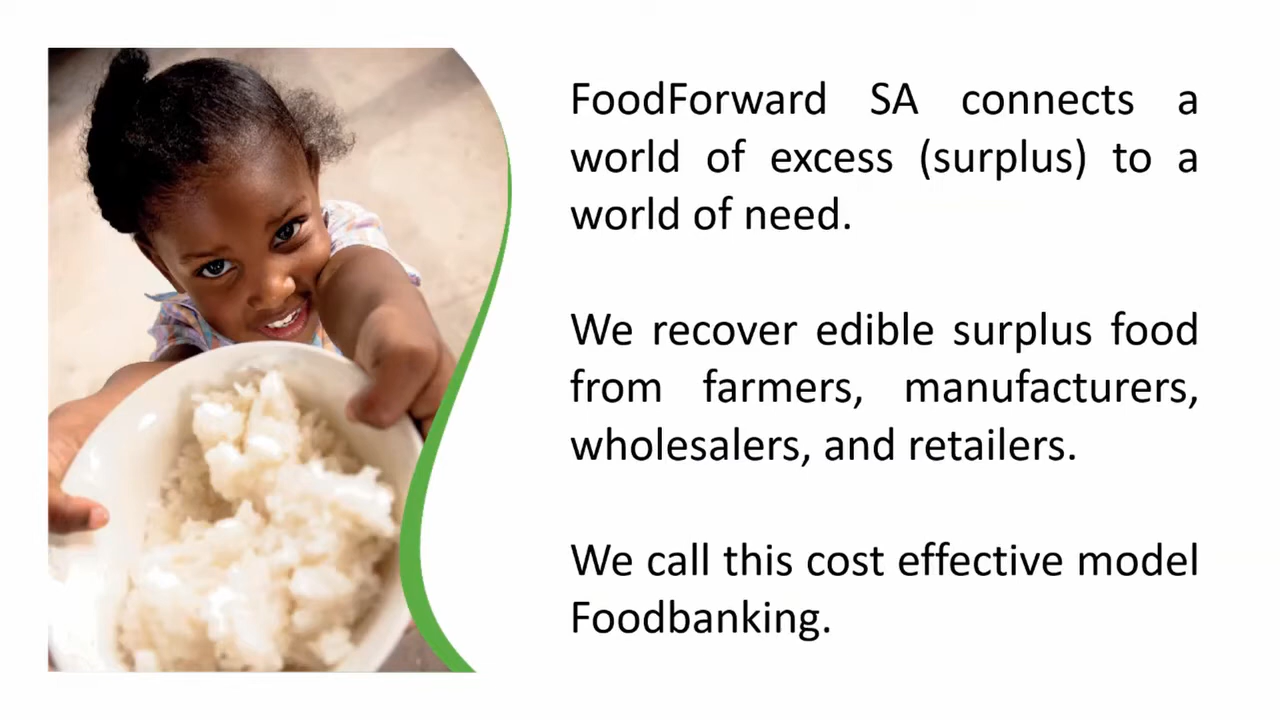 FoodForward SA connects a
world of excess (surplus) to a
world of need.
We recover edible surplus food
from farmers, manufacturers,
wholesalers, and retailers.
We call this cost effective model
Foodbanking.